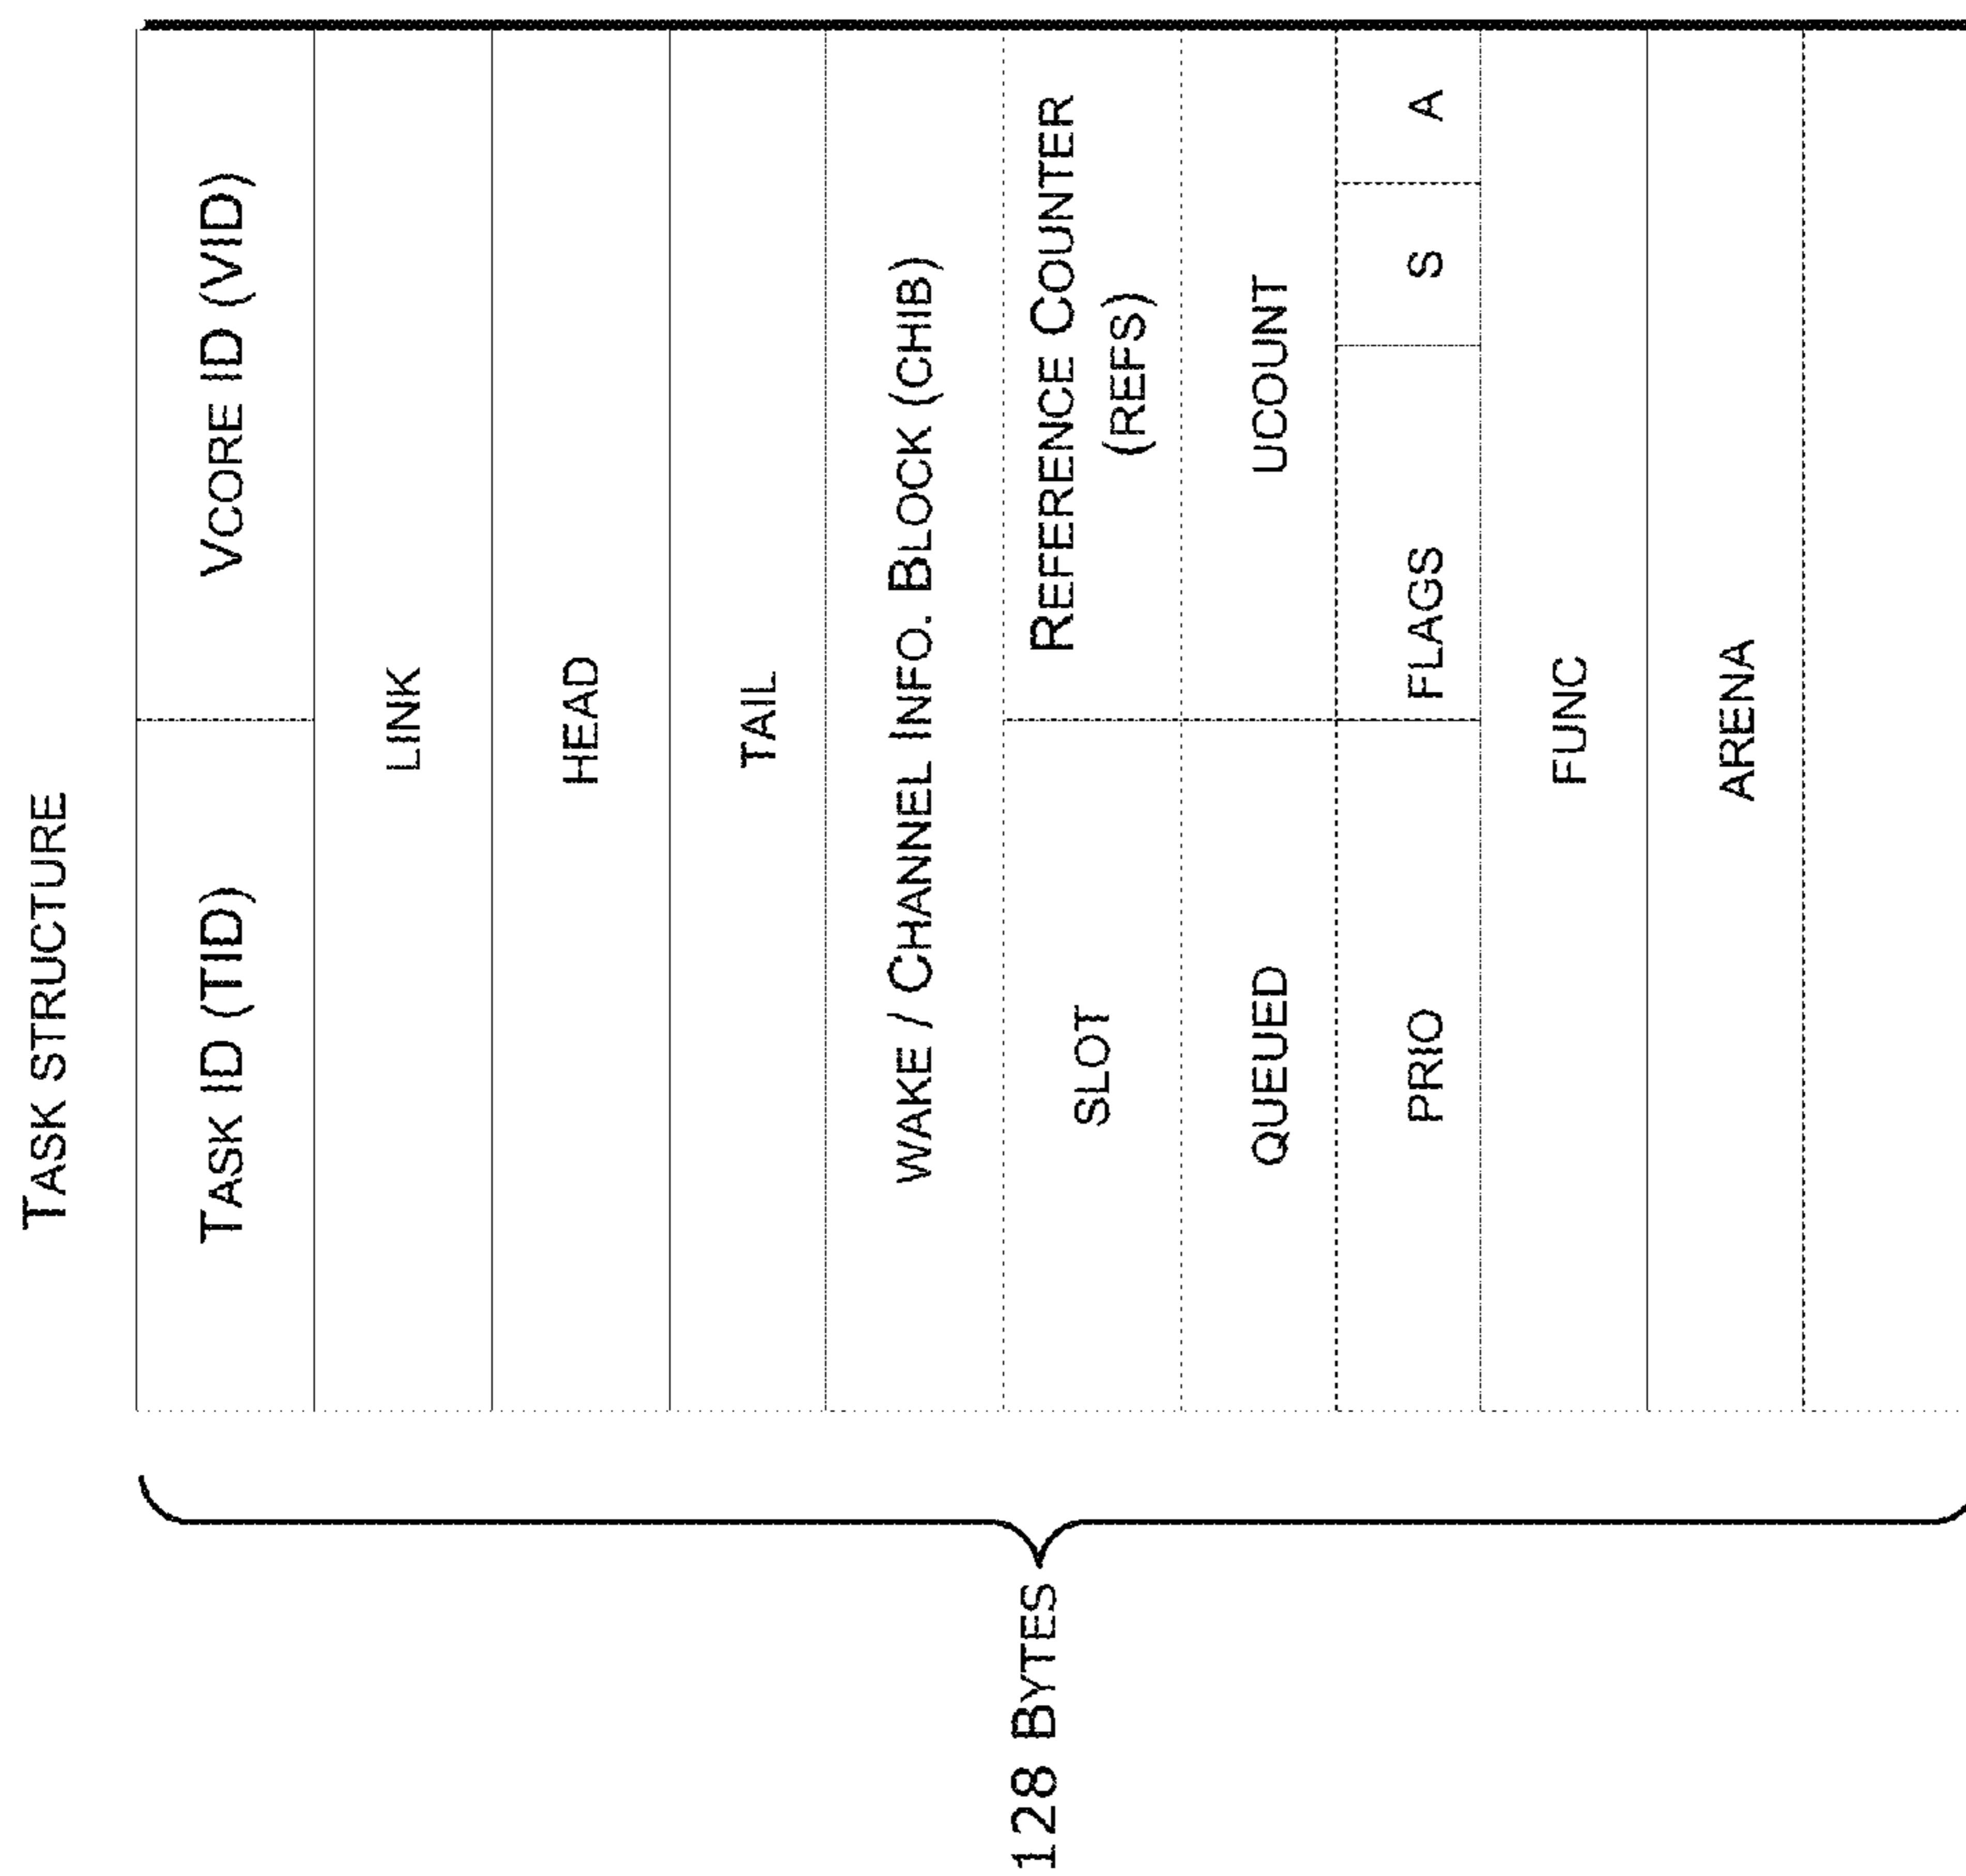 TASK STRUCTURE
TASK ID (TID)
VCORE ID (VID)
LINK
HEAD
TAIL
WAKE / CHANNEL INFO. BLOCK (CHIB)
SLOT
REFERENCE COUNTER
(REFS)
QUEUED
UCOUNT
PRIO
FLAGS
S
A
FUNC
ARENA
128 BYTES